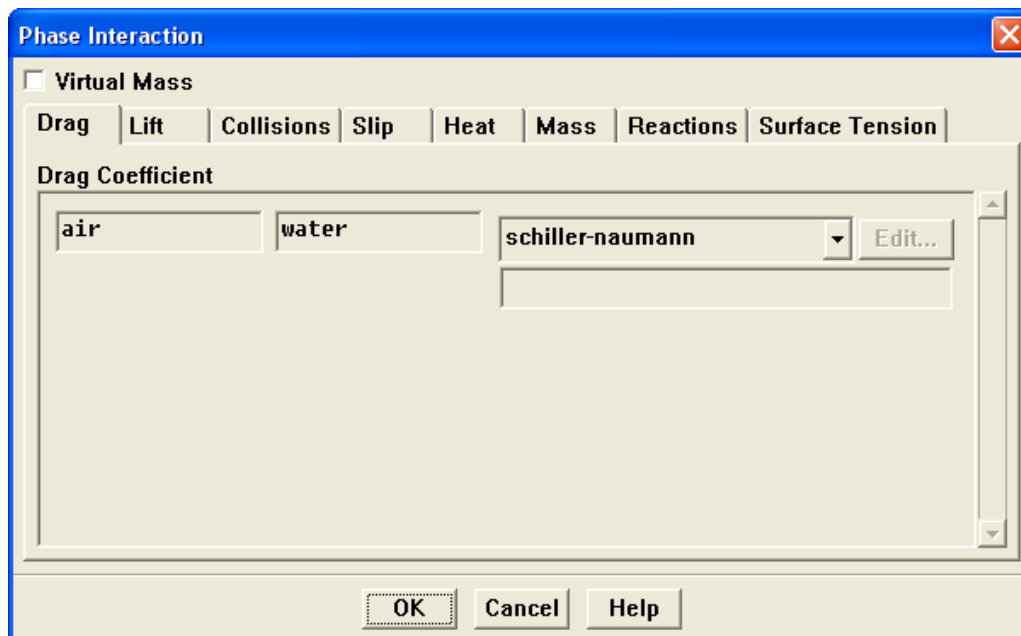 Phase Interaction
Virtual Mass
Drag Lift Collisions Slip Heat Mass Reactions Surface Tension
Drag Coefficient
air water schiller-naumann Edit...
OK Cancel Help